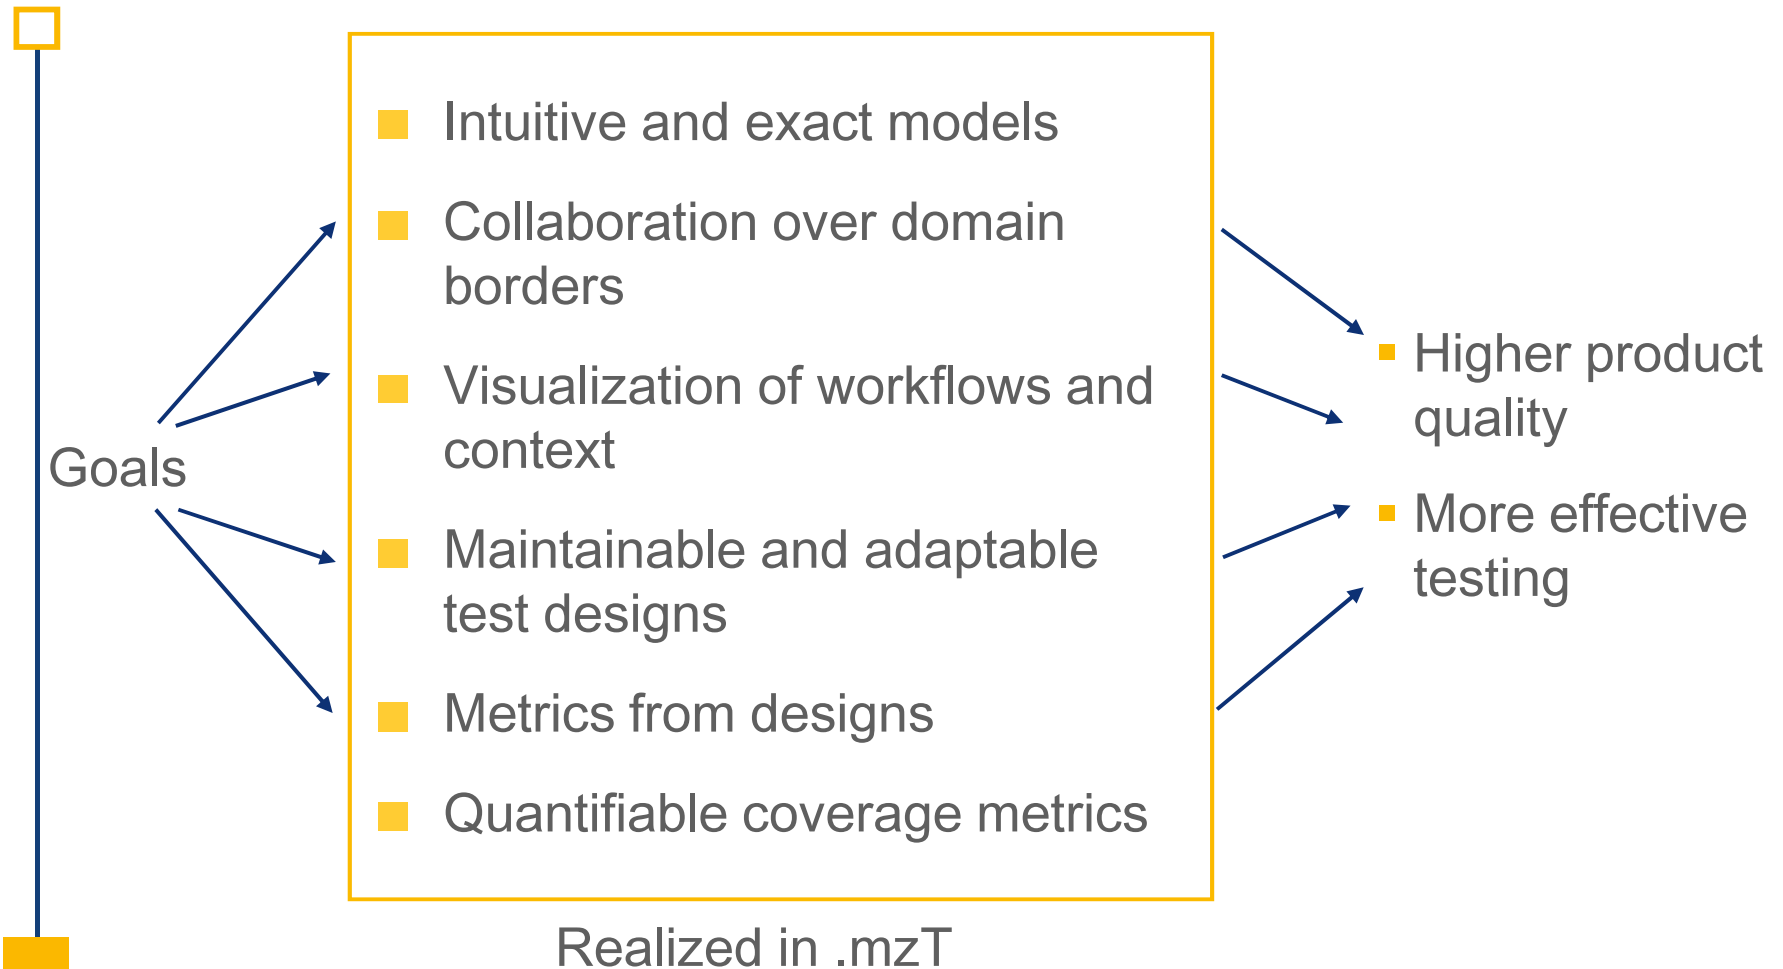 Goals
Intuitive and exact models
Collaboration over domain
borders
Visualization of workflows and
context
Maintainable and adaptable
test designs
Metrics from designs
Quantifiable coverage metrics
Realized in .mzT
Higher product
quality
More effective
testing